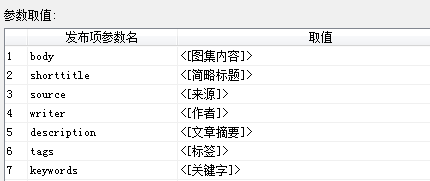 参数取值:
发布项参数名 取值
1 body <[图集内容]>
2 shorttitle <[简略标题]>
3 source <[来源]>
4 writer <[作者]>
5 description <[文章摘要]>
6 tags <[标签]>
7 keywords <[关键字]>